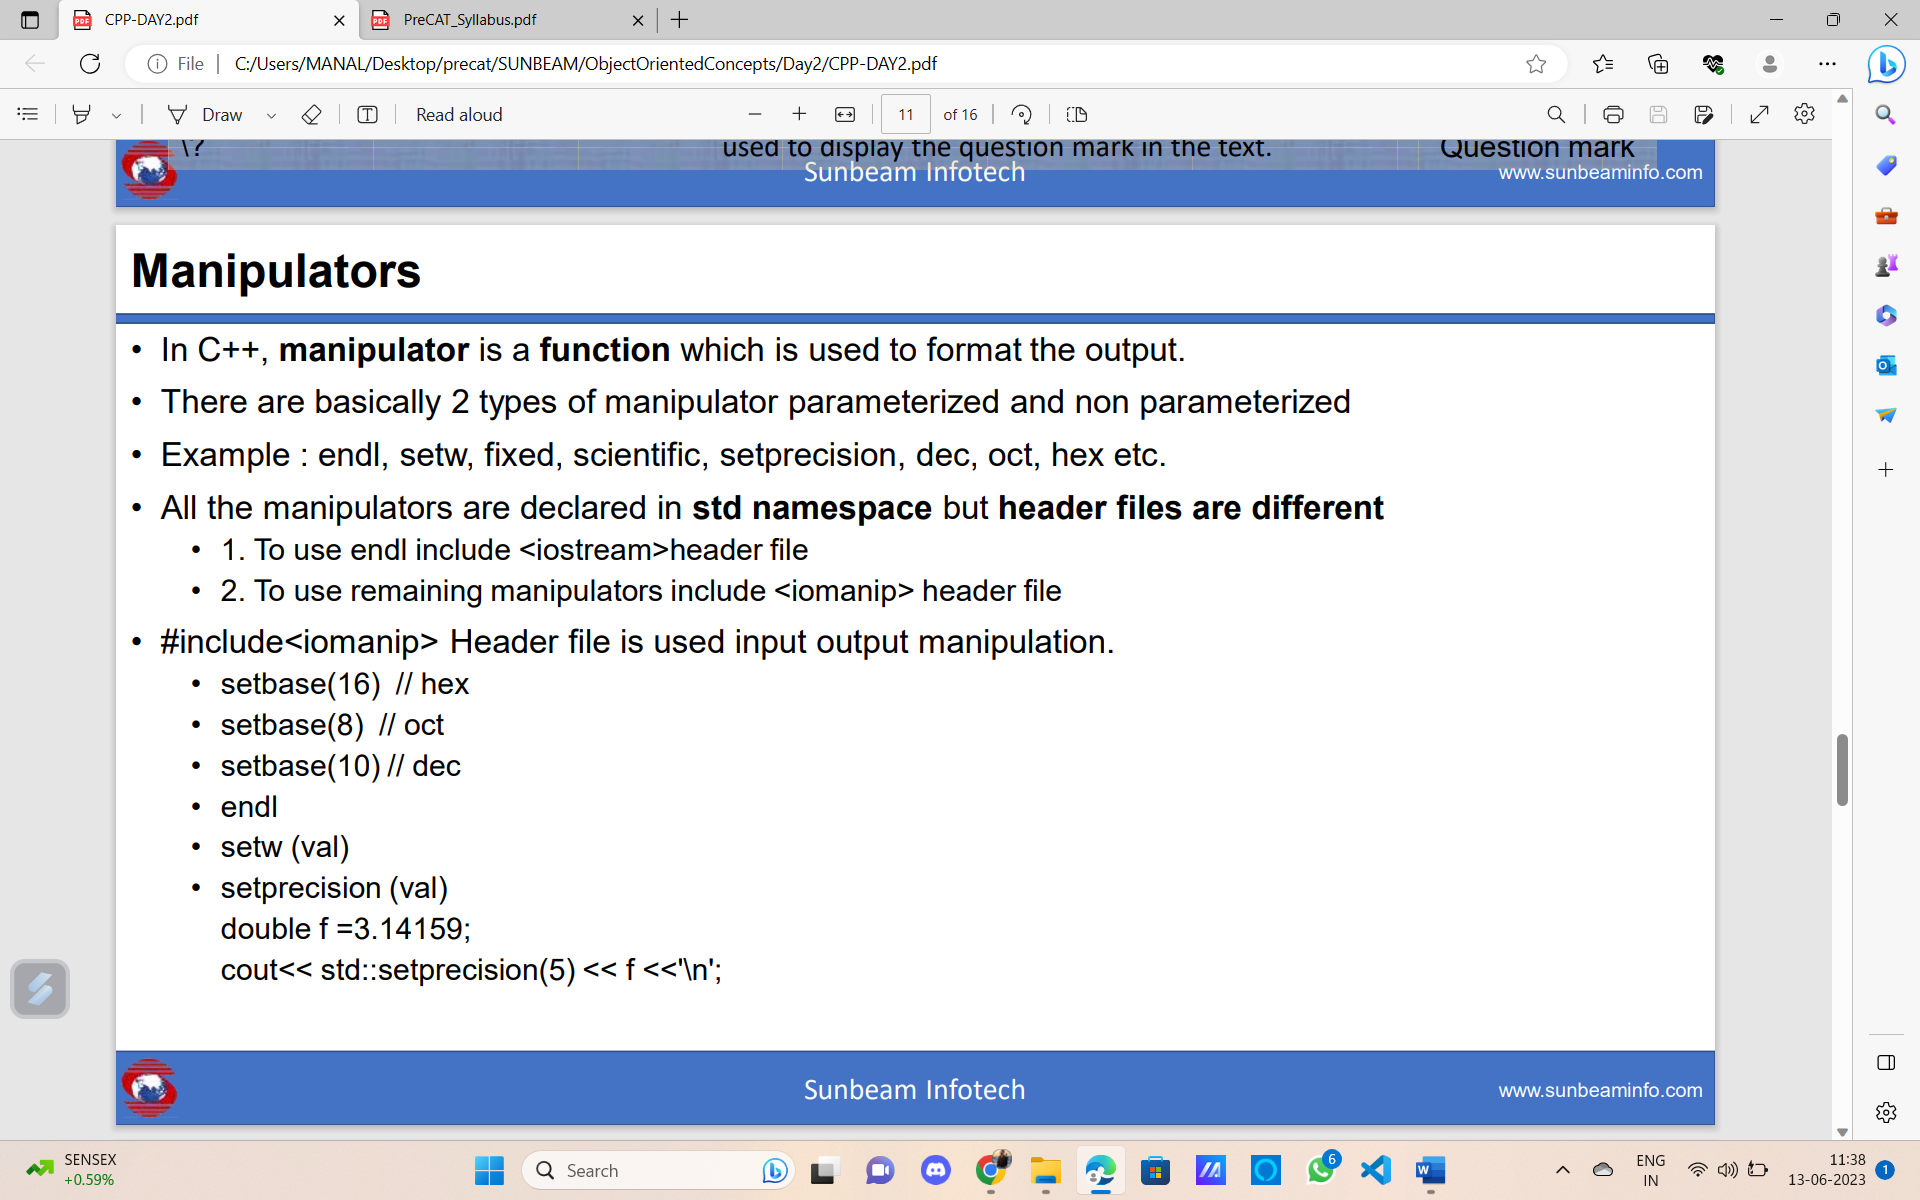 CPP-DAY2.pdf
PreCAT_Syllabus.pdf
File
C:/Users/MANAL/Desktop/precat/SUNBEAM/ObjectOrientedConcepts/Day2/CPP-DAY2.pdf
Draw
Read aloud
11 of 16
\?
used to display the question mark in the text.
Question mark
Sunbeam Infotech
www.sunbeaminfo.com
Manipulators
• In C++, manipulator is a function which is used to format the output.
• There are basically 2 types of manipulator parameterized and non parameterized
• Example : endl, setw, fixed, scientific, setprecision, dec, oct, hex etc.
• All the manipulators are declared in std namespace but header files are different
• 1. To use endl include <iostream>header file
• 2. To use remaining manipulators include <iomanip> header file
• #include<iomanip> Header file is used input output manipulation.
• setbase(16) // hex
• setbase(8) // oct
• setbase(10) // dec
• endl
• setw (val)
• setprecision (val)
double f =3.14159;
cout<< std::setprecision(5) << f <<'\n';
Sunbeam Infotech
www.sunbeaminfo.com
SENSEX
+0.59%
Search
6
ENG
IN
11:38
13-06-2023
1